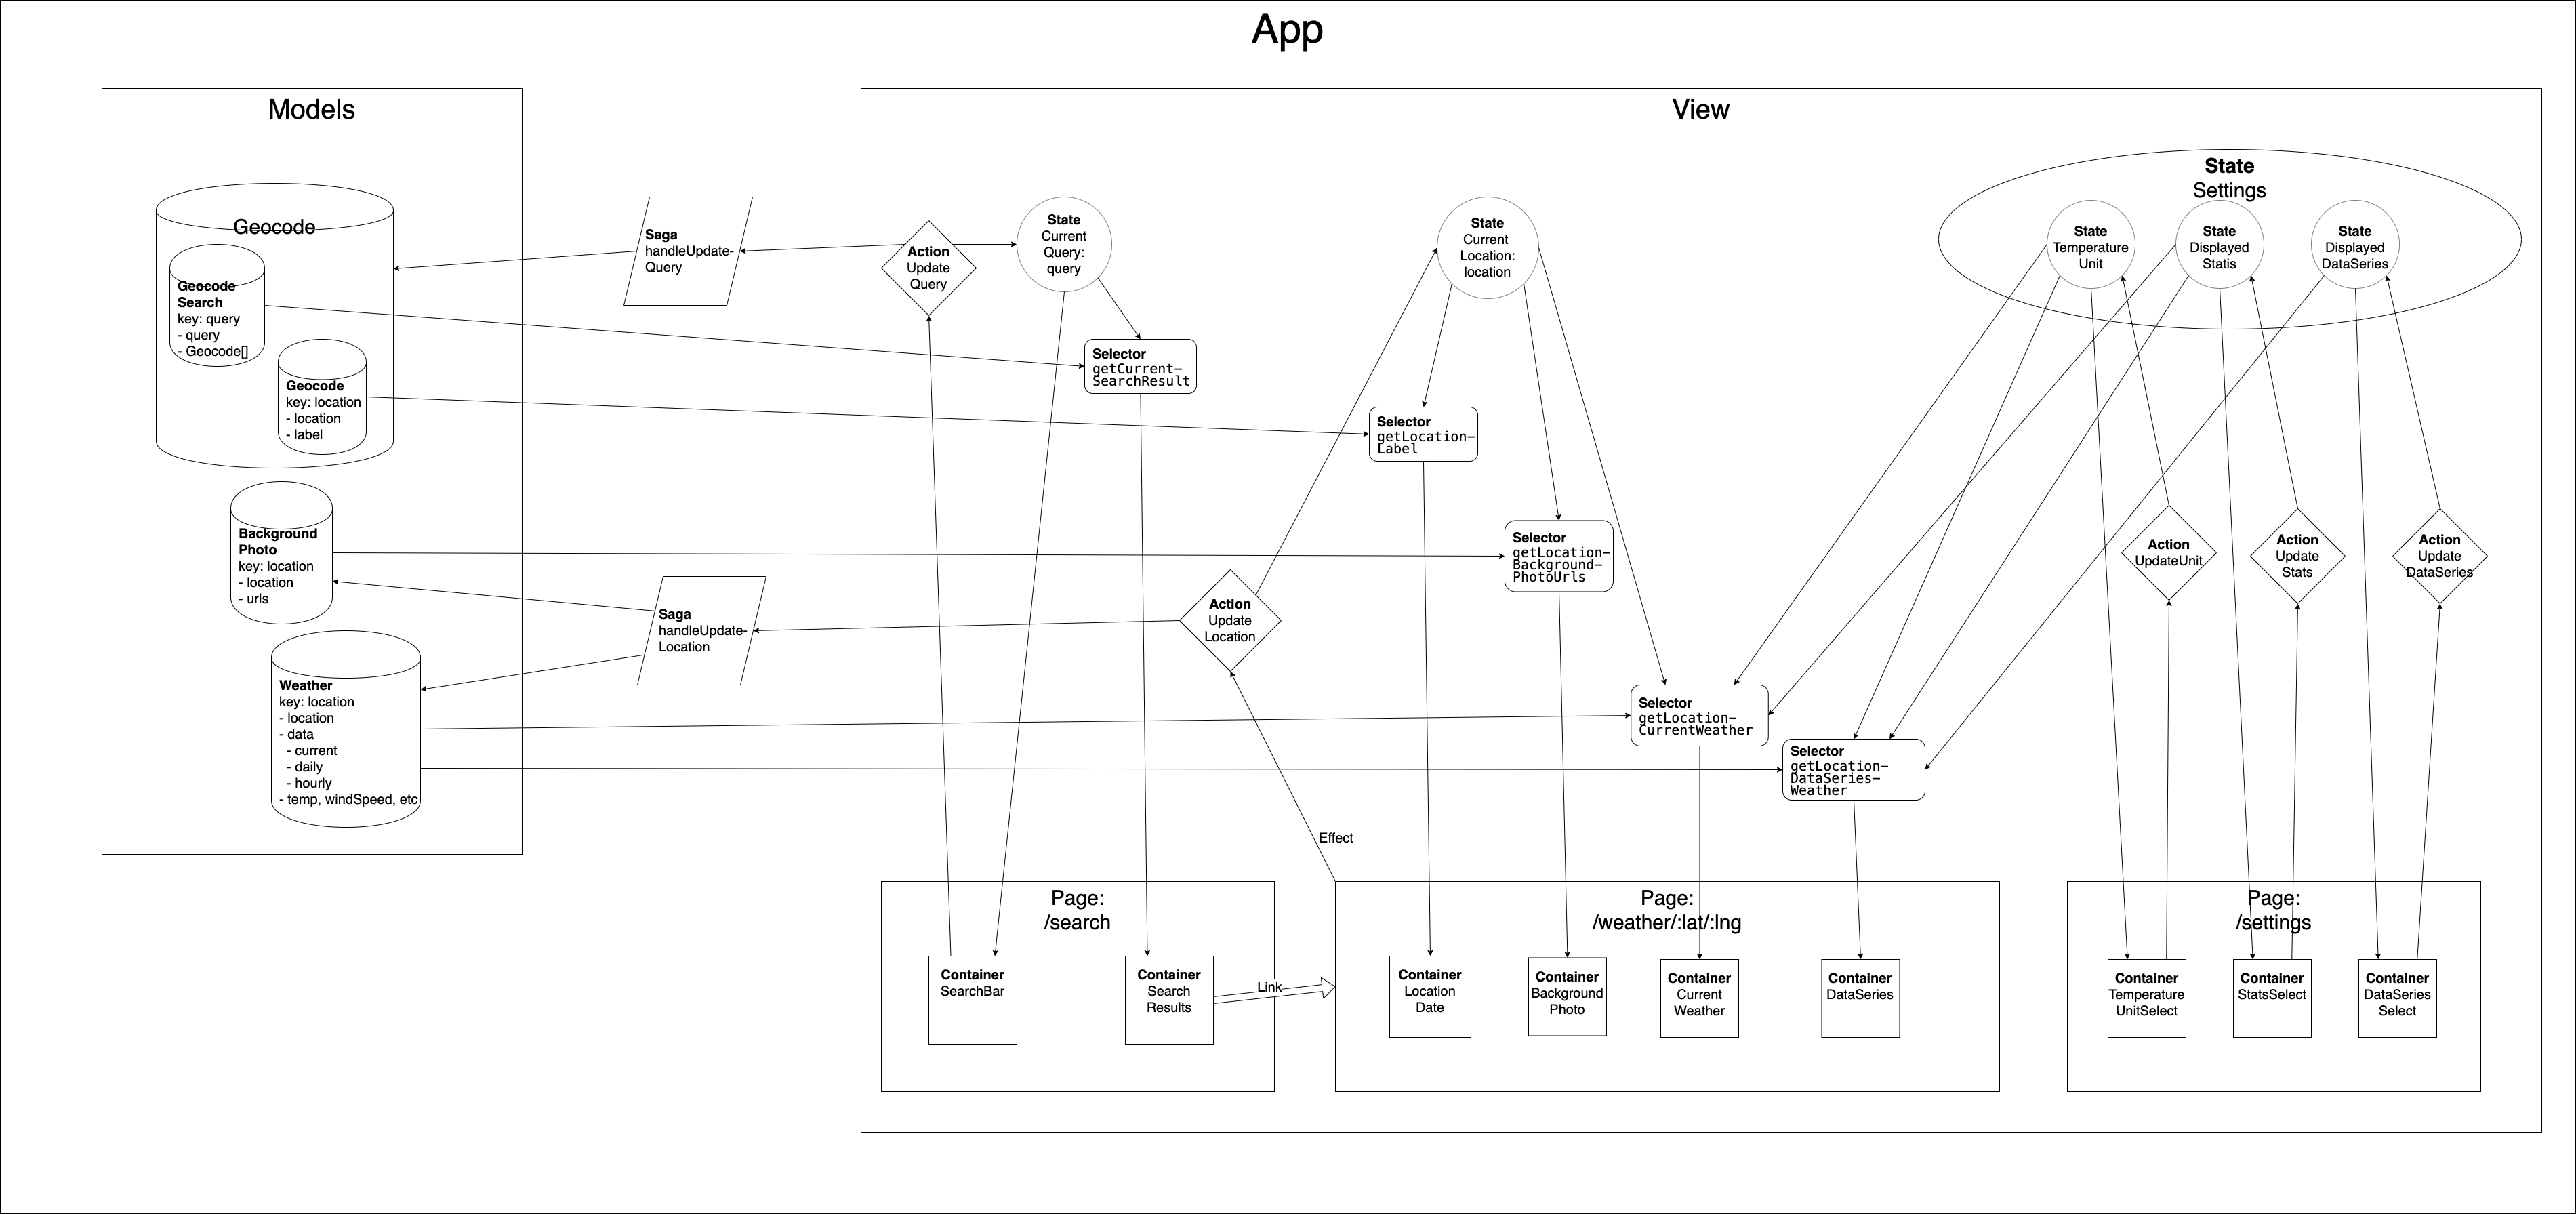 App
Models
Geocode
Geocode
Search
key: query
- query
- Geocode[]
Geocode
key: location
- location
- label
Background
Photo
key: location
- location
- urls
Weather
key: location
- location
- data
- current
- daily
- hourly
- temp, windSpeed, etc
Saga
handleUpdate-
Query
Saga
handleUpdate-
Location
View
Action
Update
Query
State
Current
Query:
query
Selector
getCurrent-
SearchResult
State
Current
Location:
location
Selector
getLocation-
Label
Selector
getLocation-
Background-
PhotoUrls
Action
Update
Location
Selector
getLocation-
CurrentWeather
Selector
getLocation-
DataSeries-
Weather
State
Settings
State
Temperature
Unit
State
Displayed
Statis
State
Displayed
DataSeries
Action
UpdateUnit
Action
Update
Stats
Action
Update
DataSeries
Effect
Page:
/search
Container
SearchBar
Container
Search
Results
Link
Page:
/weather/:lat/:lng
Container
Location
Date
Container
Background
Photo
Container
Current
Weather
Container
DataSeries
Page:
/settings
Container
Temperature
UnitSelect
Container
StatsSelect
Container
DataSeries
Select